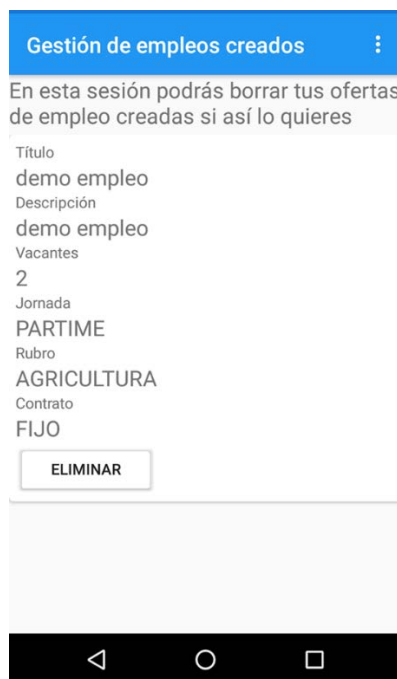 Gestión de empleos creados
En esta sesión podrás borrar tus ofertas
de empleo creadas si así lo quieres
Título
demo empleo
Descripción
demo empleo
Vacantes
2
Jornada
PARTIME
Rubro
AGRICULTURA
Contrato
FIJO
ELIMINAR